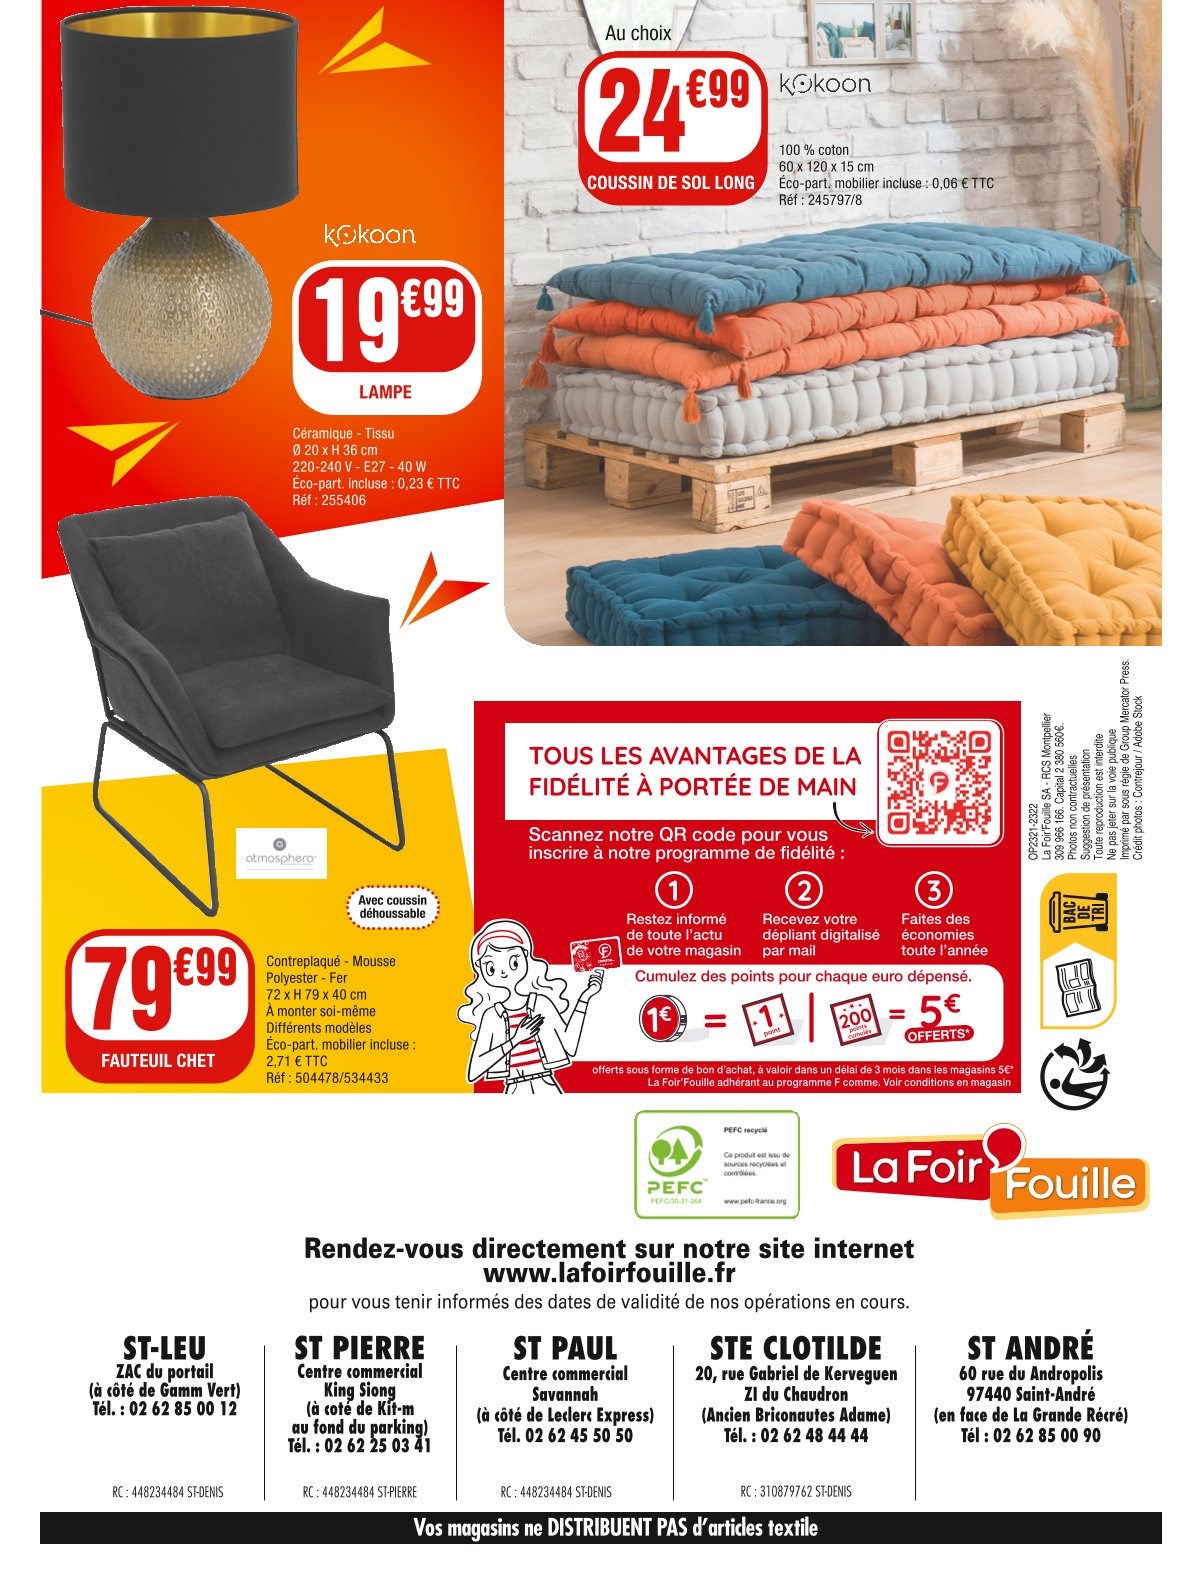 Au choix
24€99
COUSSIN DE SOL LONG
kokoon
100 % coton
60 x 120 x 15 cm
Éco-part. mobilier incluse : 0,06 € TTC
Réf : 245797/8
kokoon
19€99
LAMPE
Céramique - Tissu
Ø 20 x H 36 cm
220-240 V - E27 - 40 W
Éco-part. incluse : 0,23 € TTC
Réf : 255406
atmosphera
Avec coussin
déhoussable
79€99
FAUTEUIL CHET
Contreplaqué - Mousse
Polyester - Fer
72 x H 79 x 40 cm
À monter soi-même
Différents modèles
Éco-part. mobilier incluse :
2,71 € TTC
Réf : 504478/534433
TOUS LES AVANTAGES DE LA
FIDÉLITÉ À PORTÉE DE MAIN
F
Scannez notre QR code pour vous
inscrire à notre programme de fidélité :
1
Restez informé
de toute l'actu
de votre magasin
2
Recevez votre
dépliant digitalisé
par mail
3
Faites des
économies
toute l'année
Cumulez des points pour chaque euro dépensé.
1€ = 1 point | 200 points cumulés = 5€ OFFERTS*
offerts sous forme de bon d'achat, à valoir dans un délai de 3 mois dans les magasins 5€*
La Foir'Fouille adhérant au programme F comme. Voir conditions en magasin
OP2321-2322
La Foir'Fouille SA - RCS Montpellier
309 966 166. Capital 2 380 560€.
Photos non contractuelles
Suggestion de présentation
Toute reproduction est interdite
Ne pas jeter sur la voie publique
Imprimé par sous régie de Group Mercator Press.
Crédit photos : Contrejour / Adobe Stock
BAC
DE
TRI
PEFC
PEFC/30-31-264
PEFC recyclé
Ce produit est issu de
sources recyclées et
contrôlées.
www.pefc-france.org
La Foir'Fouille
Rendez-vous directement sur notre site internet
www.lafoirfouille.fr
pour vous tenir informés des dates de validité de nos opérations en cours.
ST-LEU
ZAC du portail
(à côté de Gamm Vert)
Tél. : 02 62 85 00 12
RC : 448234484 ST-DENIS
ST PIERRE
Centre commercial
King Siong
(à coté de Kit-m
au fond du parking)
Tél. : 02 62 25 03 41
RC : 448234484 ST-PIERRE
ST PAUL
Centre commercial
Savannah
(à côté de Leclerc Express)
Tél. 02 62 45 50 50
RC : 448234484 ST-DENIS
STE CLOTILDE
20, rue Gabriel de Kerveguen
ZI du Chaudron
(Ancien Briconautes Adame)
Tél. : 02 62 48 44 44
RC : 310879762 ST-DENIS
ST ANDRÉ
60 rue du Andropolis
97440 Saint-André
(en face de La Grande Récré)
Tél : 02 62 85 00 90
Vos magasins ne DISTRIBUENT PAS d'articles textile